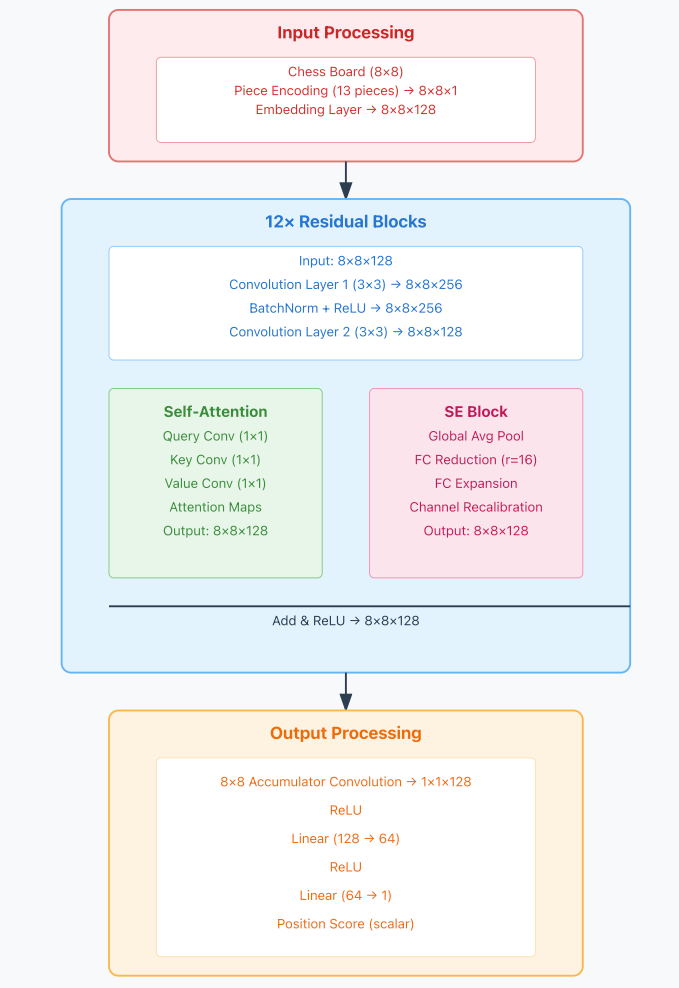 Input Processing
Chess Board (8×8)
Piece Encoding (13 pieces) → 8×8×1
Embedding Layer → 8×8×128
12× Residual Blocks
Input: 8×8×128
Convolution Layer 1 (3×3) → 8×8×256
BatchNorm + ReLU → 8×8×256
Convolution Layer 2 (3×3) → 8×8×128
Self-Attention
Query Conv (1×1)
Key Conv (1×1)
Value Conv (1×1)
Attention Maps
Output: 8×8×128
SE Block
Global Avg Pool
FC Reduction (r=16)
FC Expansion
Channel Recalibration
Output: 8×8×128
Add & ReLU → 8×8×128
Output Processing
8×8 Accumulator Convolution → 1×1×128
ReLU
Linear (128 → 64)
ReLU
Linear (64 → 1)
Position Score (scalar)